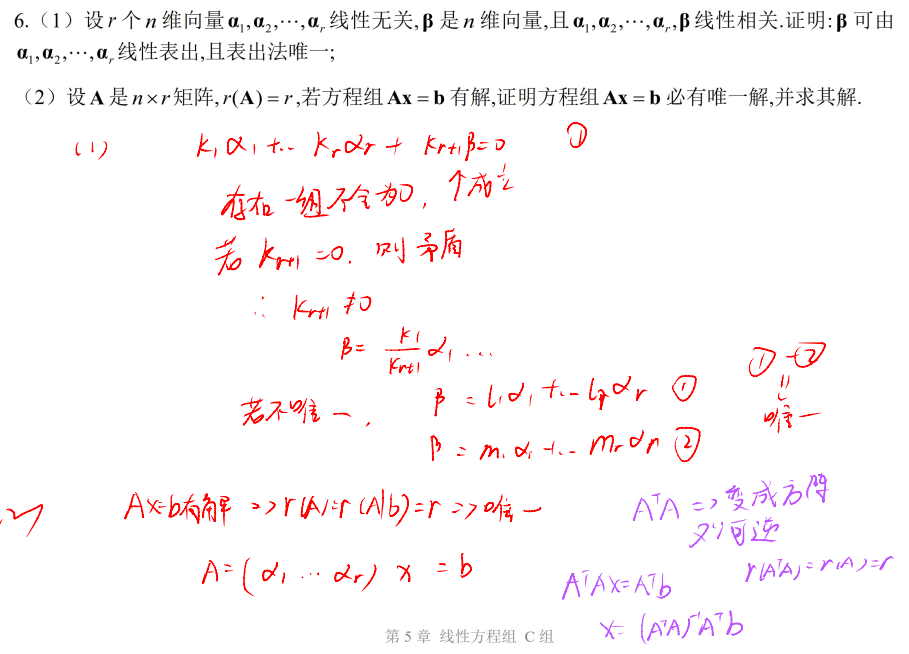 6.（1）设 r 个 n 维向量 α₁,α₂,⋯,αᵣ 线性无关,β 是 n 维向量,且 α₁,α₂,⋯,αᵣ,β 线性相关.证明:β 可由
α₁,α₂,⋯,αᵣ 线性表出,且表出法唯一;
（2）设 A 是 n×r 矩阵,r(A)=r,若方程组 Ax=b 有解,证明方程组 Ax=b 必有唯一解,并求其解.
(1) k₁α₁+⋯kᵣαᵣ+kᵣ₊₁β=0 ①
存在一组不全为0, ↑成立
若 kᵣ₊₁=0, 则矛盾
∴ kᵣ₊₁≠0
β= k₁/kᵣ₊₁ α₁⋯
若不唯一, β=l₁α₁+⋯lᵣαᵣ ①
β=m₁α₁+⋯mᵣαᵣ ②
①-②
⇓
唯一
(2) Ax=b有解 => r(A)=r(A|b)=r => 唯一
A=(α₁⋯αᵣ) x =b
AᵀA => 变成方阵
可逆
r(AᵀA)=r(A)=r
AᵀAx=Aᵀb
x=(AᵀA)⁻¹Aᵀb
第 5 章 线性方程组 C 组